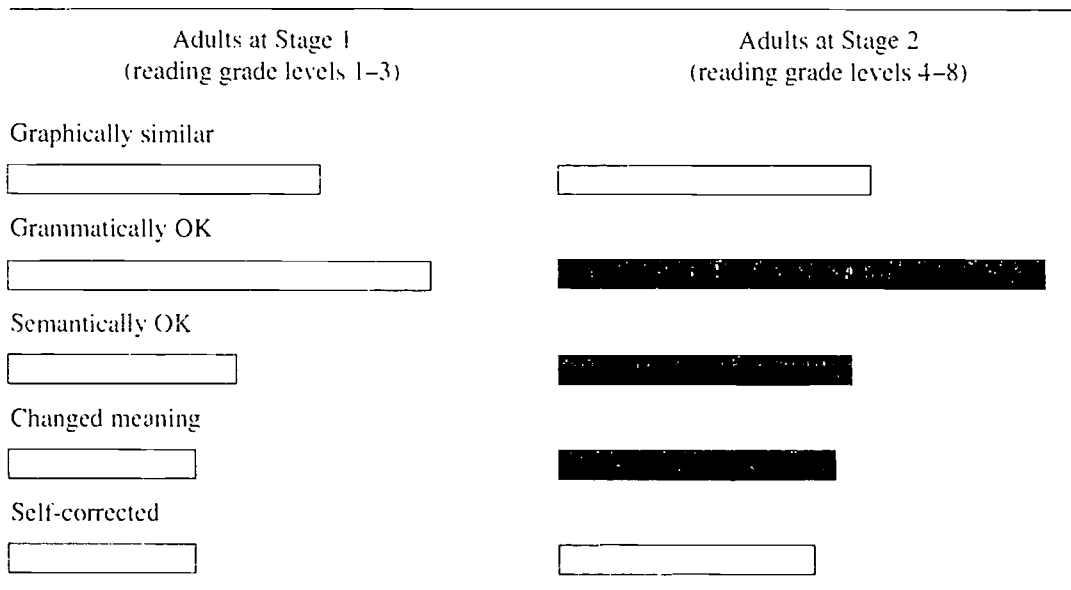 Adults at Stage 1
(reading grade levels 1–3)
Adults at Stage 2
(reading grade levels 4–8)
Graphically similar
Grammatically OK
Semantically OK
Changed meaning
Self-corrected